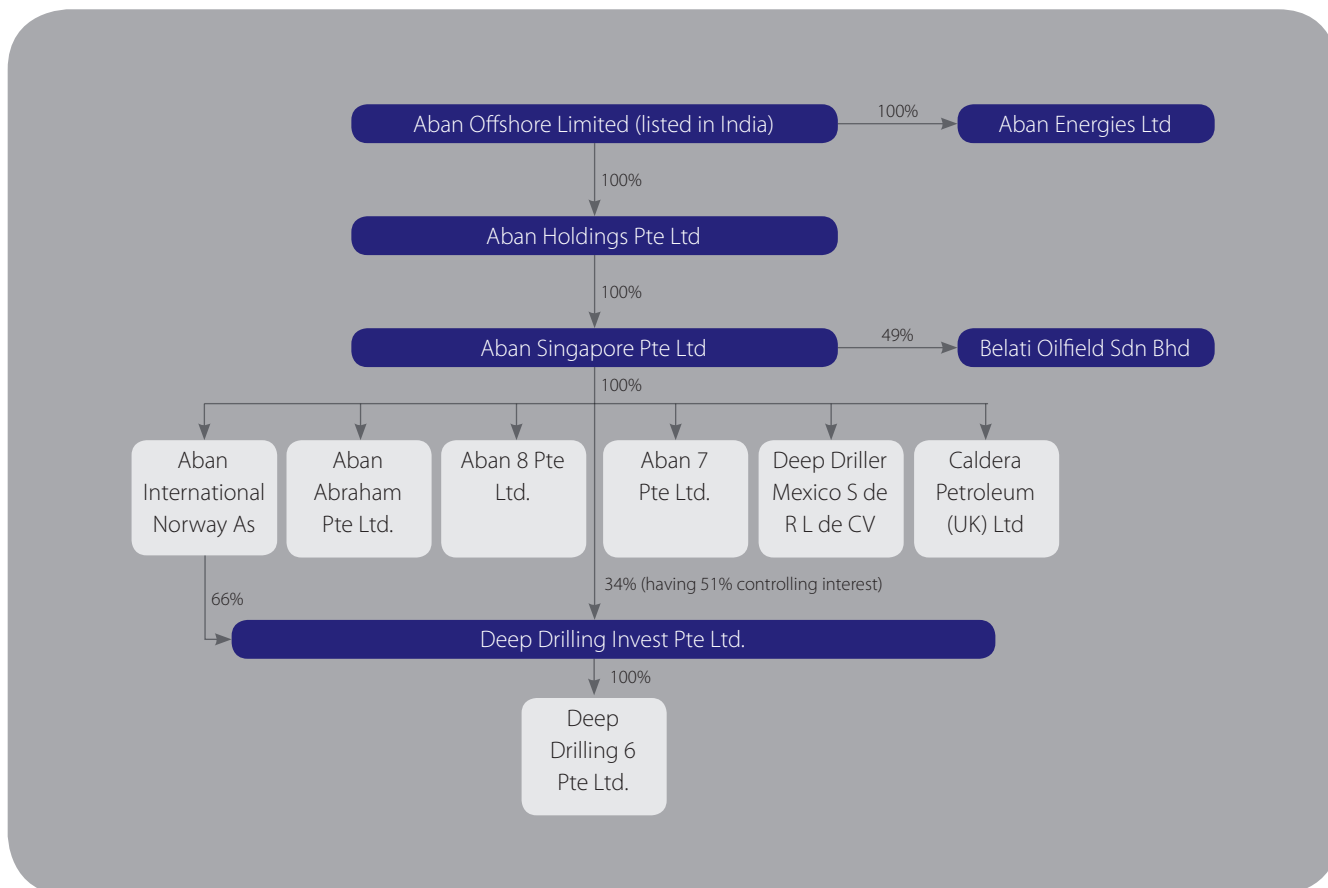 Aban Offshore Limited (listed in India)
100%
Aban Energies Ltd
100%
Aban Holdings Pte Ltd
100%
Aban Singapore Pte Ltd
49%
Belati Oilfield Sdn Bhd
100%
Aban
International
Norway As
Aban
Abraham
Pte Ltd.
Aban 8 Pte
Ltd.
Aban 7
Pte Ltd.
Deep Driller
Mexico S de
R L de CV
Caldera
Petroleum
(UK) Ltd
66%
34% (having 51% controlling interest)
Deep Drilling Invest Pte Ltd.
100%
Deep
Drilling 6
Pte Ltd.